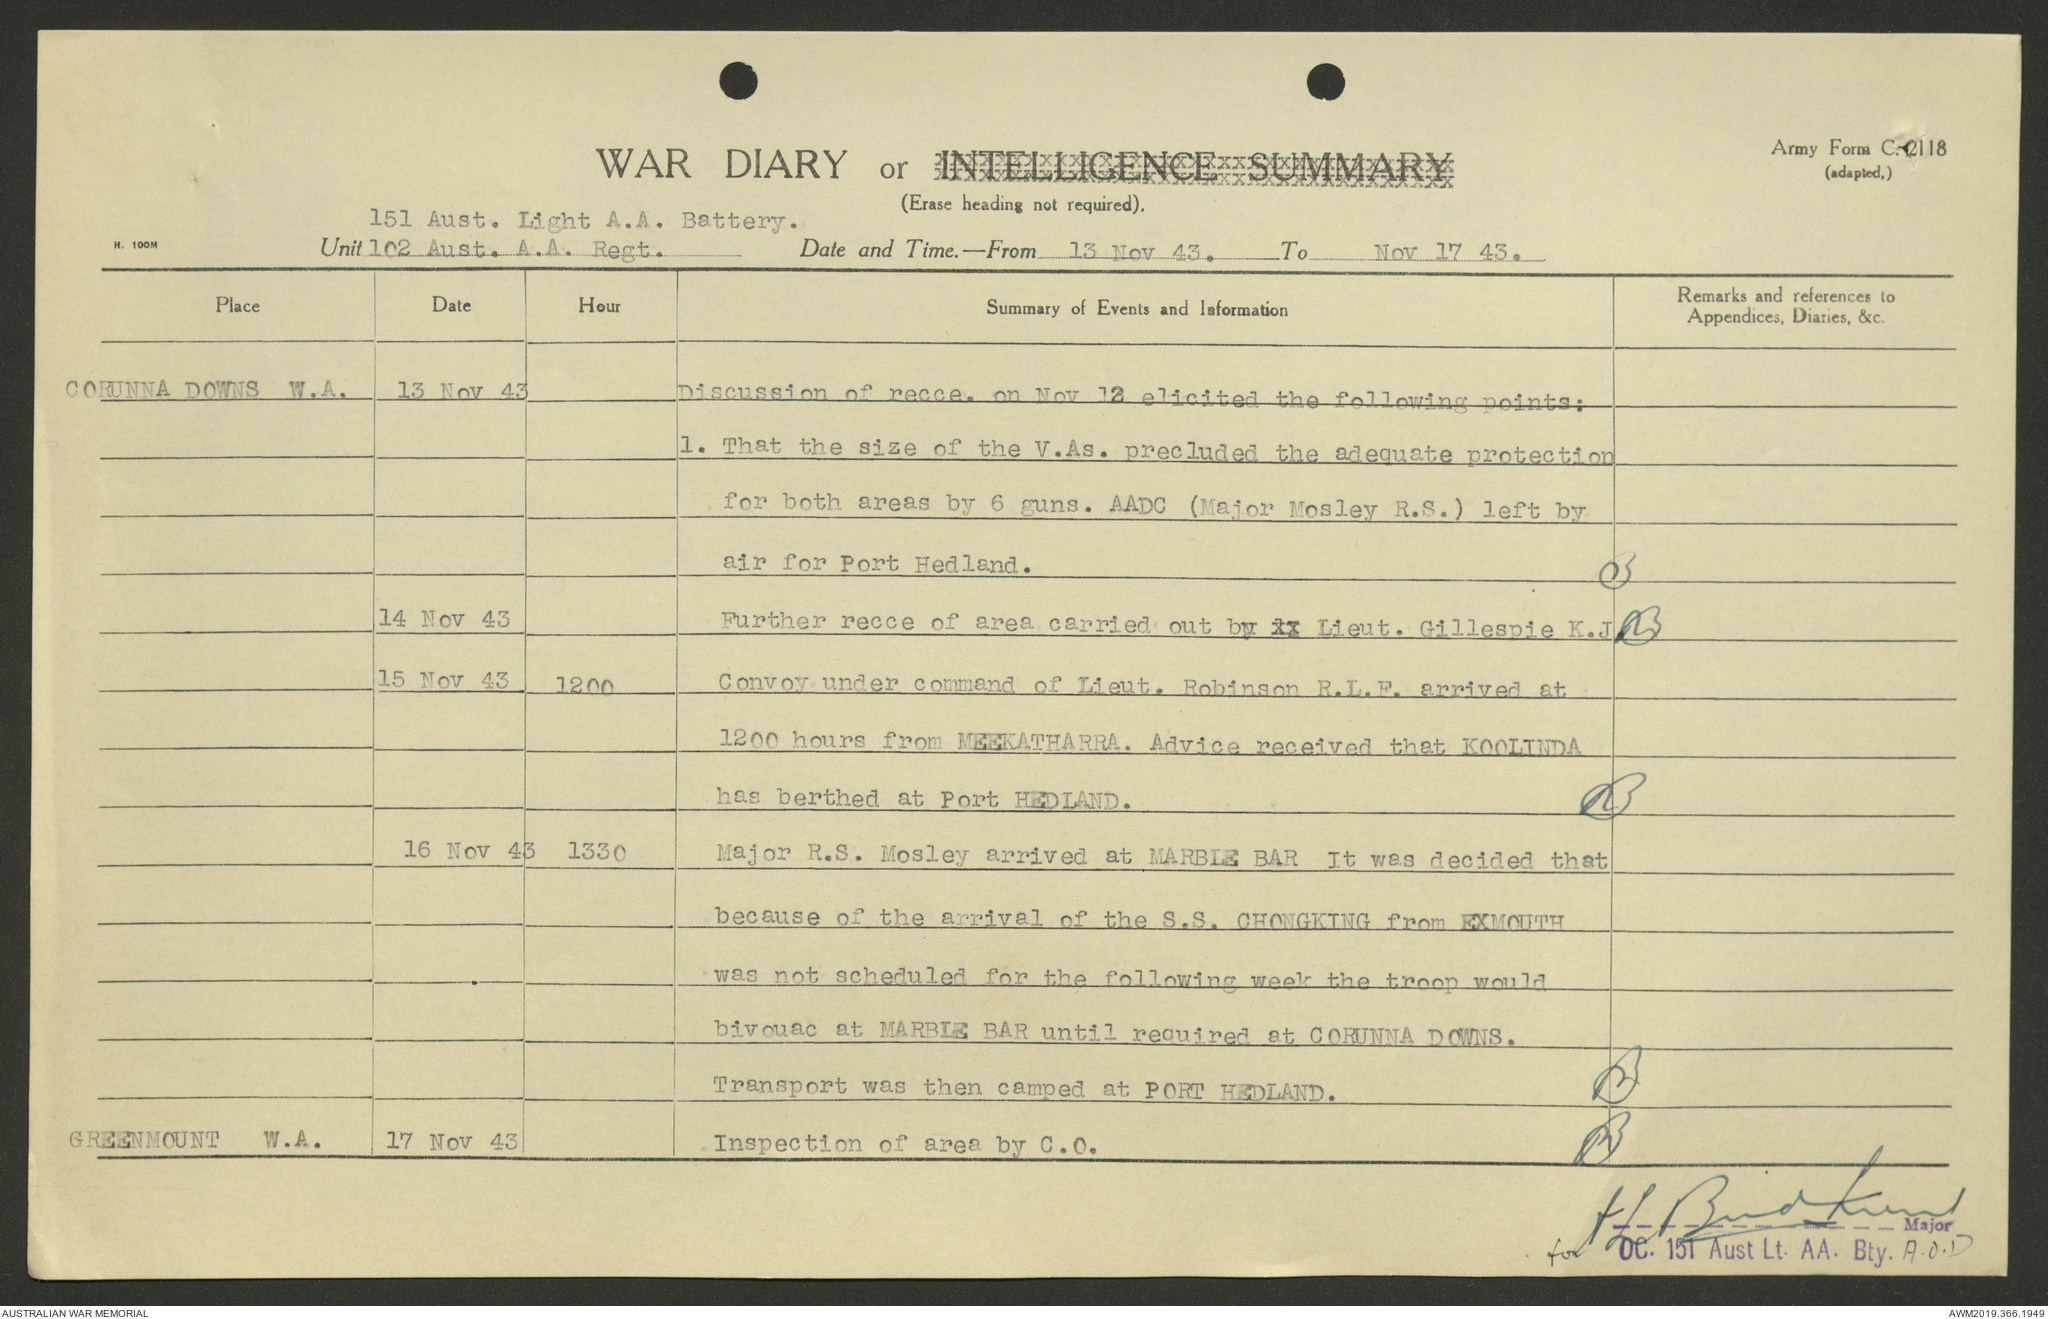 WAR DIARY or INTELLIGENCE SUMMARY
(Erase heading not required).
Army Form C. 2118
(adapted,)
151 Aust. Light A.A. Battery.
H. 100M
Unit 102 Aust. A.A. Regt. Date and Time.—From 13 Nov 43. To Nov 17 43.
Place Date Hour Summary of Events and Information Remarks and references to
Appendices, Diaries, &c.
CORUNNA DOWNS W.A. 13 Nov 43 Discussion of recce. on Nov 12 elicited the following points:
1. That the size of the V.As. precluded the adequate protection
for both areas by 6 guns. AADC (Major Mosley R.S.) left by
air for Port Hedland.
14 Nov 43 Further recce of area carried out by xx Lieut. Gillespie K.J
15 Nov 43 1200 Convoy under command of Lieut. Robinson R.L.F. arrived at
1200 hours from MEEKATHARRA. Advice received that KOOLINDA
has berthed at Port HEDLAND.
16 Nov 43 1330 Major R.S. Mosley arrived at MARBLE BAR It was decided that
because of the arrival of the S.S. CHONGKING from EXMOUTH
was not scheduled for the following week the troop would
bivouac at MARBLE BAR until required at CORUNNA DOWNS.
Transport was then camped at PORT HEDLAND.
GREENMOUNT W.A. 17 Nov 43 Inspection of area by C.O.
Major
for OC. 151 Aust Lt. AA. Bty. A.O.D
AUSTRALIAN WAR MEMORIAL
AWM2019.366.1949